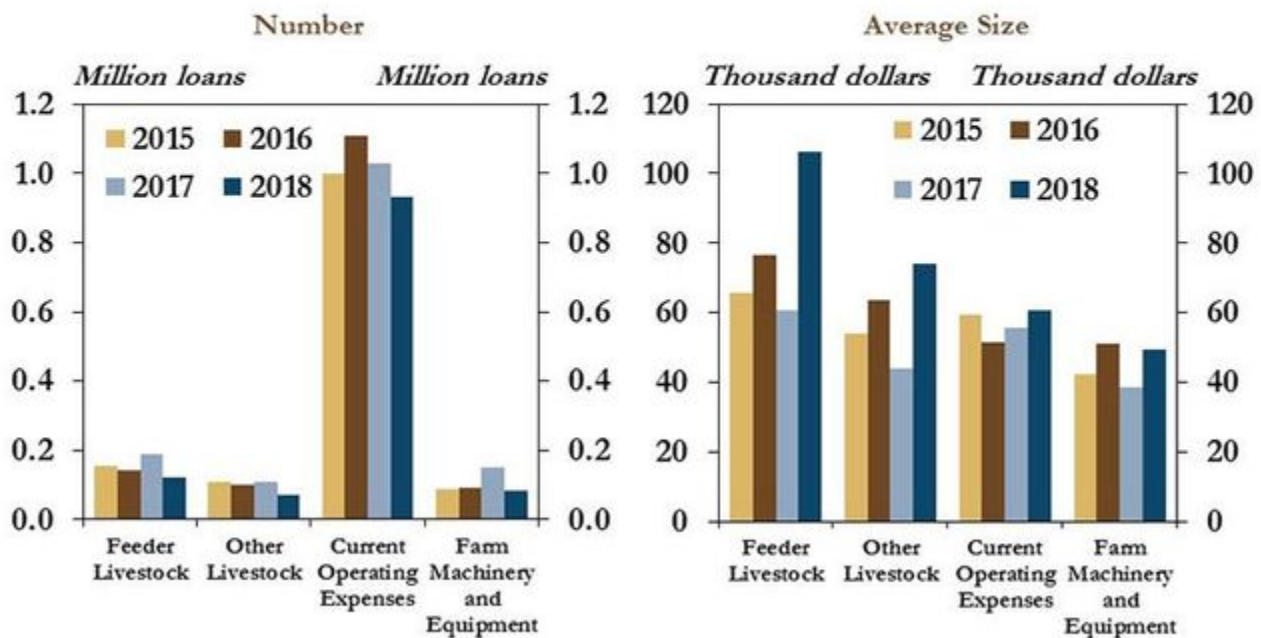 Number
Million loans Million loans
1.2 1.2
2015 2016
1.0 1.0
2017 2018
0.8 0.8
0.6 0.6
0.4 0.4
0.2 0.2
0.0 0.0
Feeder Livestock
Other Livestock
Current Operating Expenses
Farm Machinery and Equipment
Average Size
Thousand dollars Thousand dollars
120 120
2015 2016
100 100
2017 2018
80 80
60 60
40 40
20 20
0 0
Feeder Livestock
Other Livestock
Current Operating Expenses
Farm Machinery and Equipment